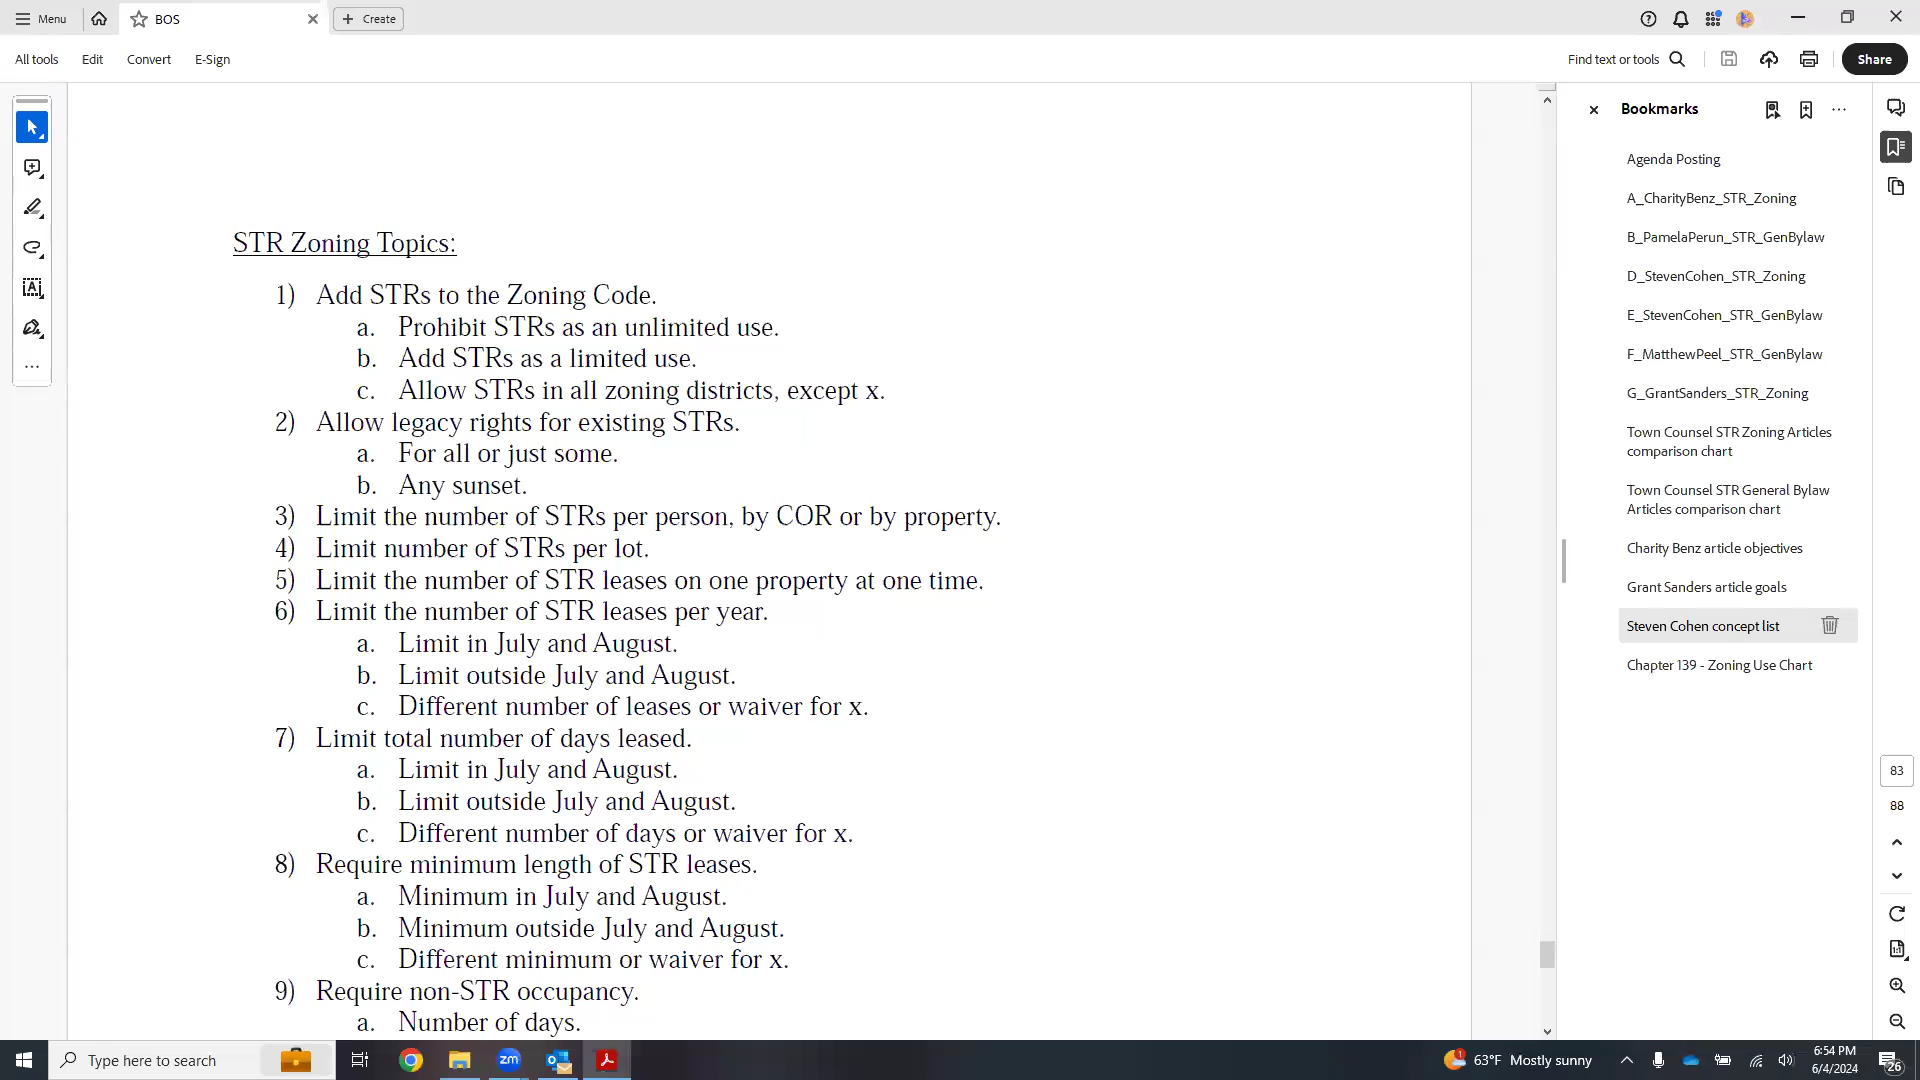 Menu
BOS
Create
All tools
Edit
Convert
E-Sign
Find text or tools
Share
STR Zoning Topics:
1) Add STRs to the Zoning Code.
a. Prohibit STRs as an unlimited use.
b. Add STRs as a limited use.
c. Allow STRs in all zoning districts, except x.
2) Allow legacy rights for existing STRs.
a. For all or just some.
b. Any sunset.
3) Limit the number of STRs per person, by COR or by property.
4) Limit number of STRs per lot.
5) Limit the number of STR leases on one property at one time.
6) Limit the number of STR leases per year.
a. Limit in July and August.
b. Limit outside July and August.
c. Different number of leases or waiver for x.
7) Limit total number of days leased.
a. Limit in July and August.
b. Limit outside July and August.
c. Different number of days or waiver for x.
8) Require minimum length of STR leases.
a. Minimum in July and August.
b. Minimum outside July and August.
c. Different minimum or waiver for x.
9) Require non-STR occupancy.
a. Number of days.
Bookmarks
Agenda Posting
A_CharityBenz_STR_Zoning
B_PamelaPerun_STR_GenBylaw
D_StevenCohen_STR_Zoning
E_StevenCohen_STR_GenBylaw
F_MatthewPeel_STR_GenBylaw
G_GrantSanders_STR_Zoning
Town Counsel STR Zoning Articles
comparison chart
Town Counsel STR General Bylaw
Articles comparison chart
Charity Benz article objectives
Grant Sanders article goals
Steven Cohen concept list
Chapter 139 - Zoning Use Chart
83
88
Type here to search
zm
1
63°F Mostly sunny
6:54 PM
6/4/2024
26